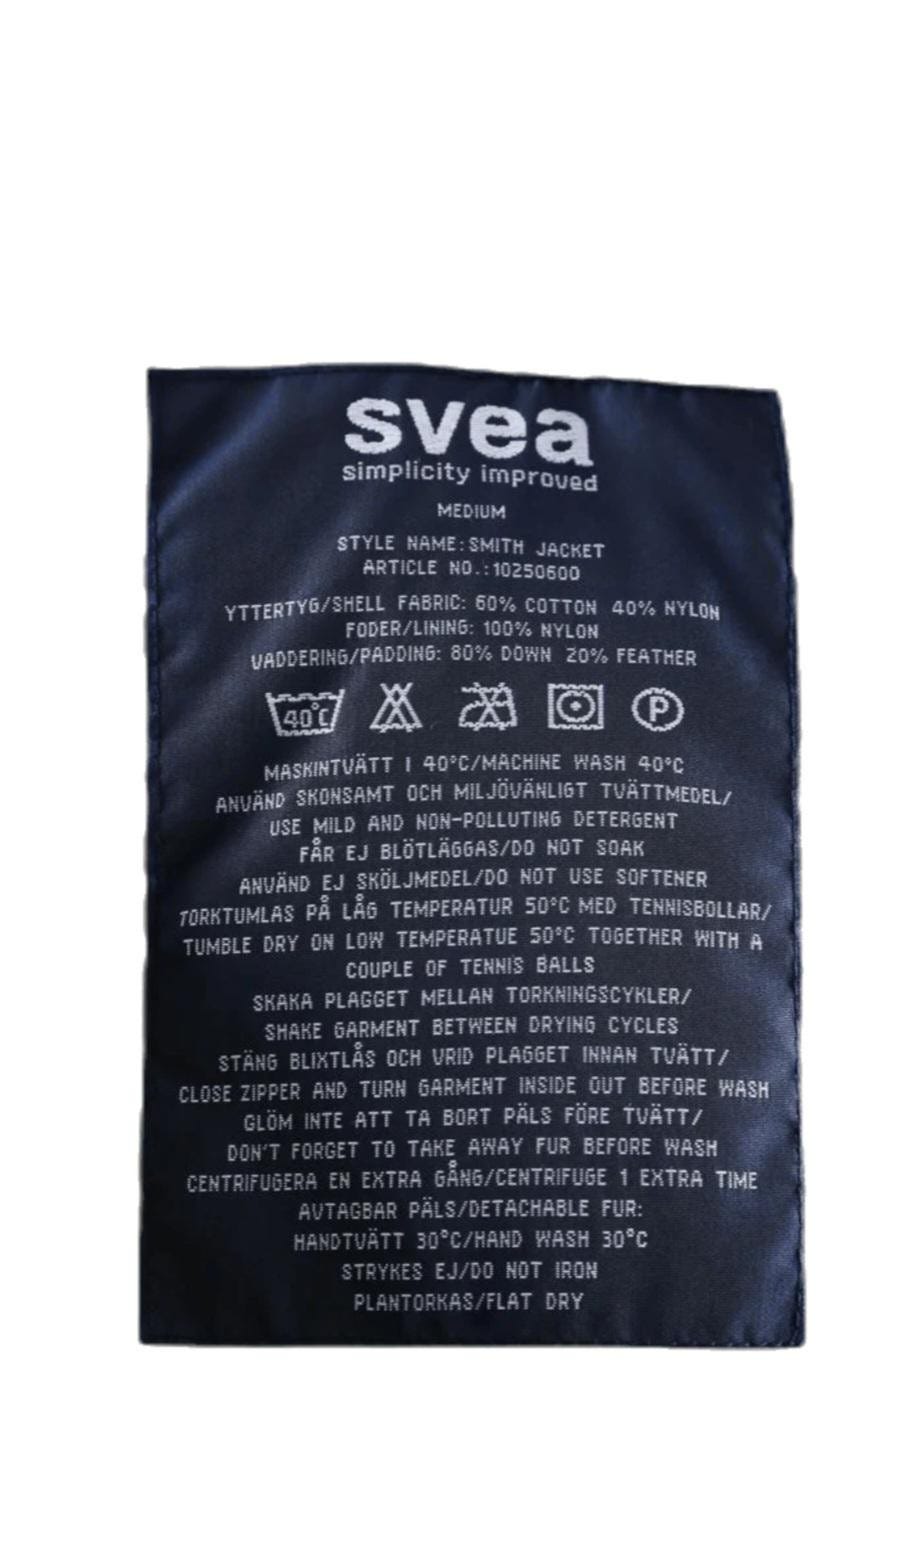 svea
simplicity improved
MEDIUM
STYLE NAME:SMITH JACKET
ARTICLE NO.:10250600
YTTERTYG/SHELL FABRIC: 60% COTTON 40% NYLON
FODER/LINING: 100% NYLON
VADDERING/PADDING: 80% DOWN 20% FEATHER
40°C P
MASKINTVÄTT I 40°C/MACHINE WASH 40°C
ANVÄND SKONSAMT OCH MILJÖVÄNLIGT TVÄTTMEDEL/
USE MILD AND NON-POLLUTING DETERGENT
FÅR EJ BLÖTLÄGGAS/DO NOT SOAK
ANVÄND EJ SKÖLJMEDEL/DO NOT USE SOFTENER
TORKTUMLAS PÅ LÅG TEMPERATUR 50°C MED TENNISBOLLAR/
TUMBLE DRY ON LOW TEMPERATUE 50°C TOGETHER WITH A
COUPLE OF TENNIS BALLS
SKAKA PLAGGET MELLAN TORKNINGSCYKLER/
SHAKE GARMENT BETWEEN DRYING CYCLES
STÄNG BLIXTLÅS OCH VRID PLAGGET INNAN TVÄTT/
CLOSE ZIPPER AND TURN GARMENT INSIDE OUT BEFORE WASH
GLÖM INTE ATT TA BORT PÄLS FÖRE TVÄTT/
DON'T FORGET TO TAKE AWAY FUR BEFORE WASH
CENTRIFUGERA EN EXTRA GÅNG/CENTRIFUGE 1 EXTRA TIME
AVTAGBAR PÄLS/DETACHABLE FUR:
HANDTVÄTT 30°C/HAND WASH 30°C
STRYKES EJ/DO NOT IRON
PLANTORKAS/FLAT DRY